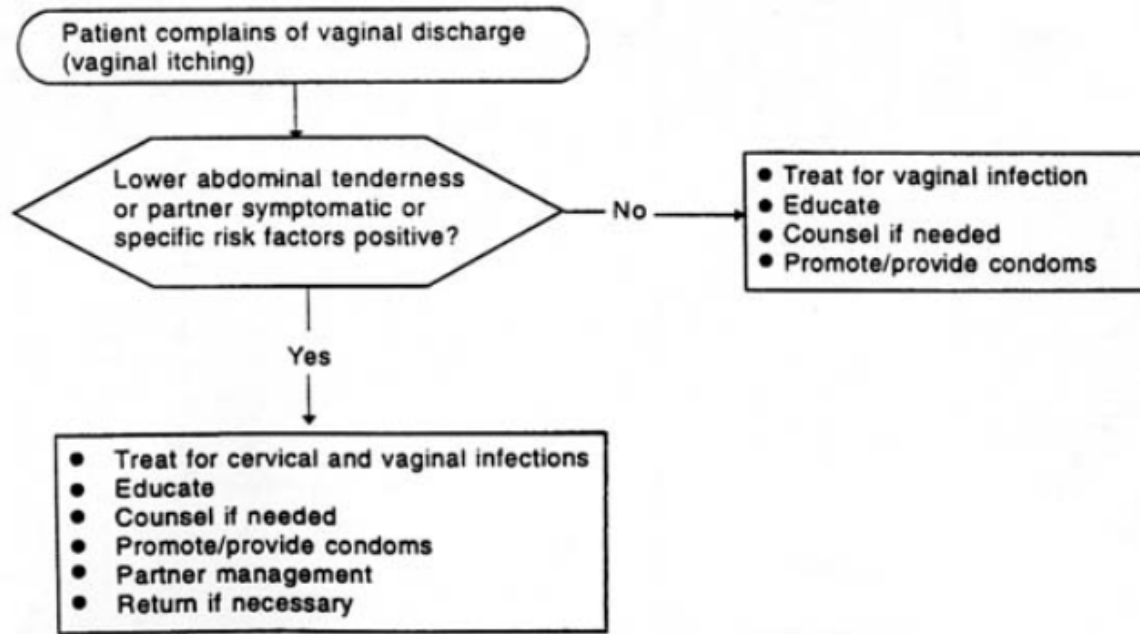 Patient complains of vaginal discharge
(vaginal itching)
Lower abdominal tenderness
or partner symptomatic or
specific risk factors positive?
No
● Treat for vaginal infection
● Educate
● Counsel if needed
● Promote/provide condoms
Yes
● Treat for cervical and vaginal infections
● Educate
● Counsel if needed
● Promote/provide condoms
● Partner management
● Return if necessary